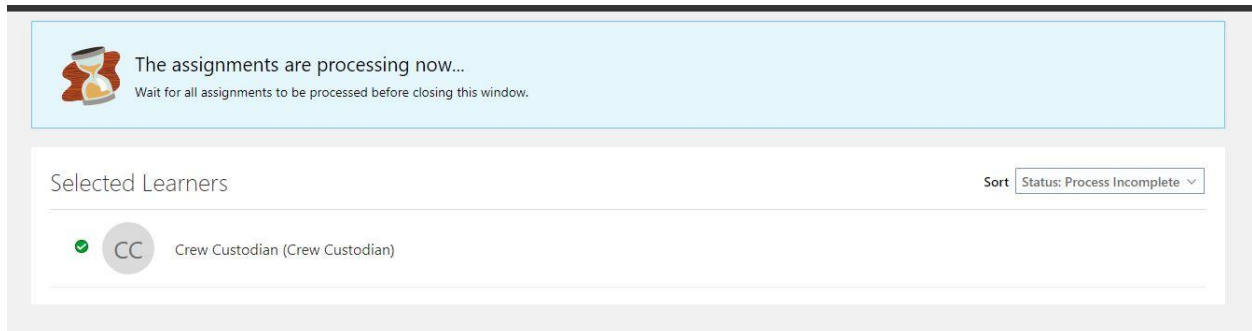 The assignments are processing now...
Wait for all assignments to be processed before closing this window.
Selected Learners
Sort Status: Process Incomplete
CC Crew Custodian (Crew Custodian)